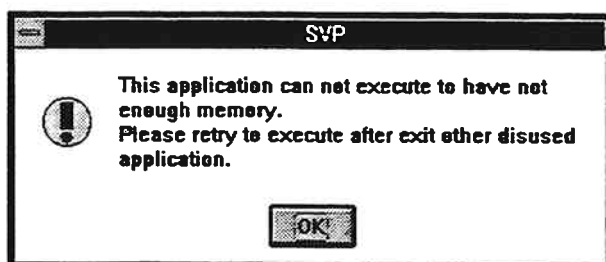 SVP
This application can not execute to have not
enough memory.
Please retry to execute after exit other disused
application.
OK